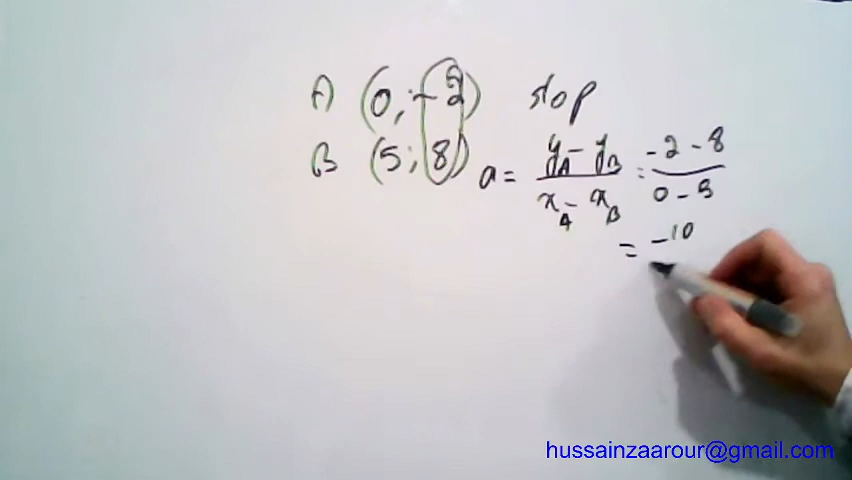 A (0; -2) slop
B (5; 8) a = yA - yB / xA - xB = -2 - 8 / 0 - 5
= -10
hussainzaarour@gmail.com